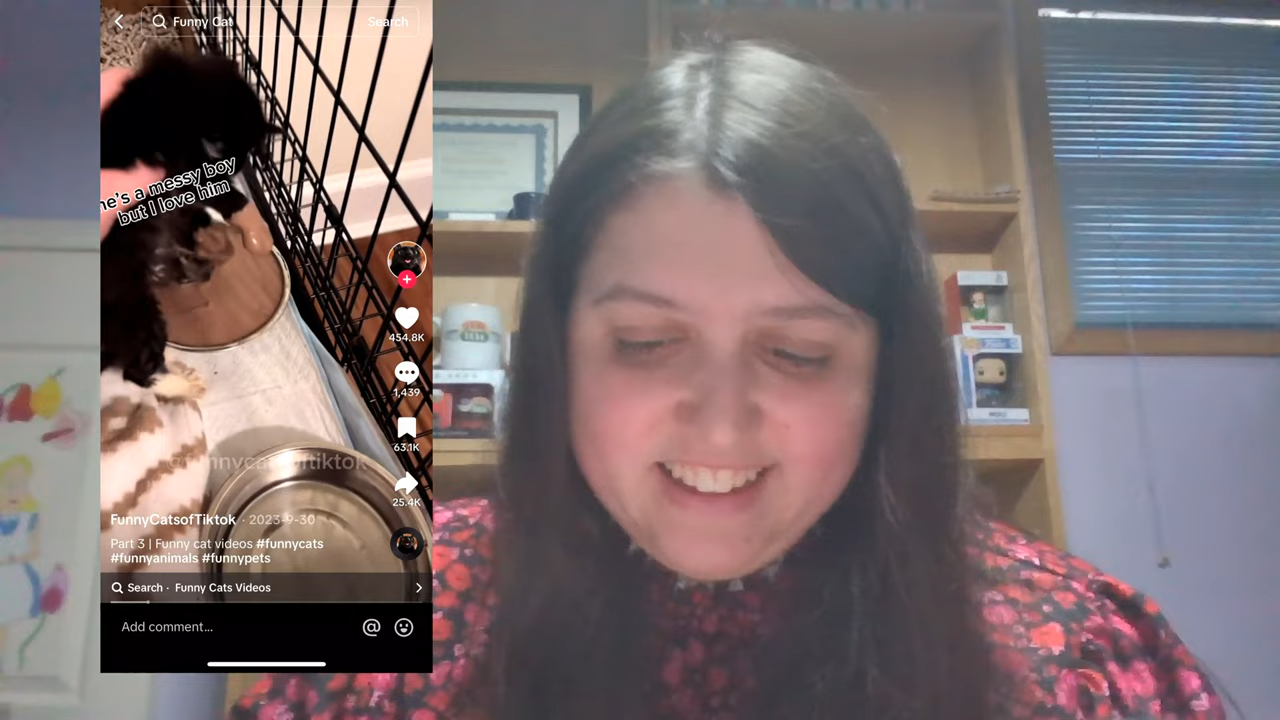 Funny Cat
Search
he's a messy boy
but I love him
454.8K
1,439
63.1K
25.4K
FunnyCatsofTiktok · 2023-9-30
Part 3 | Funny cat videos #funnycats
#funnyanimals #funnypets
Search · Funny Cats Videos
Add comment...